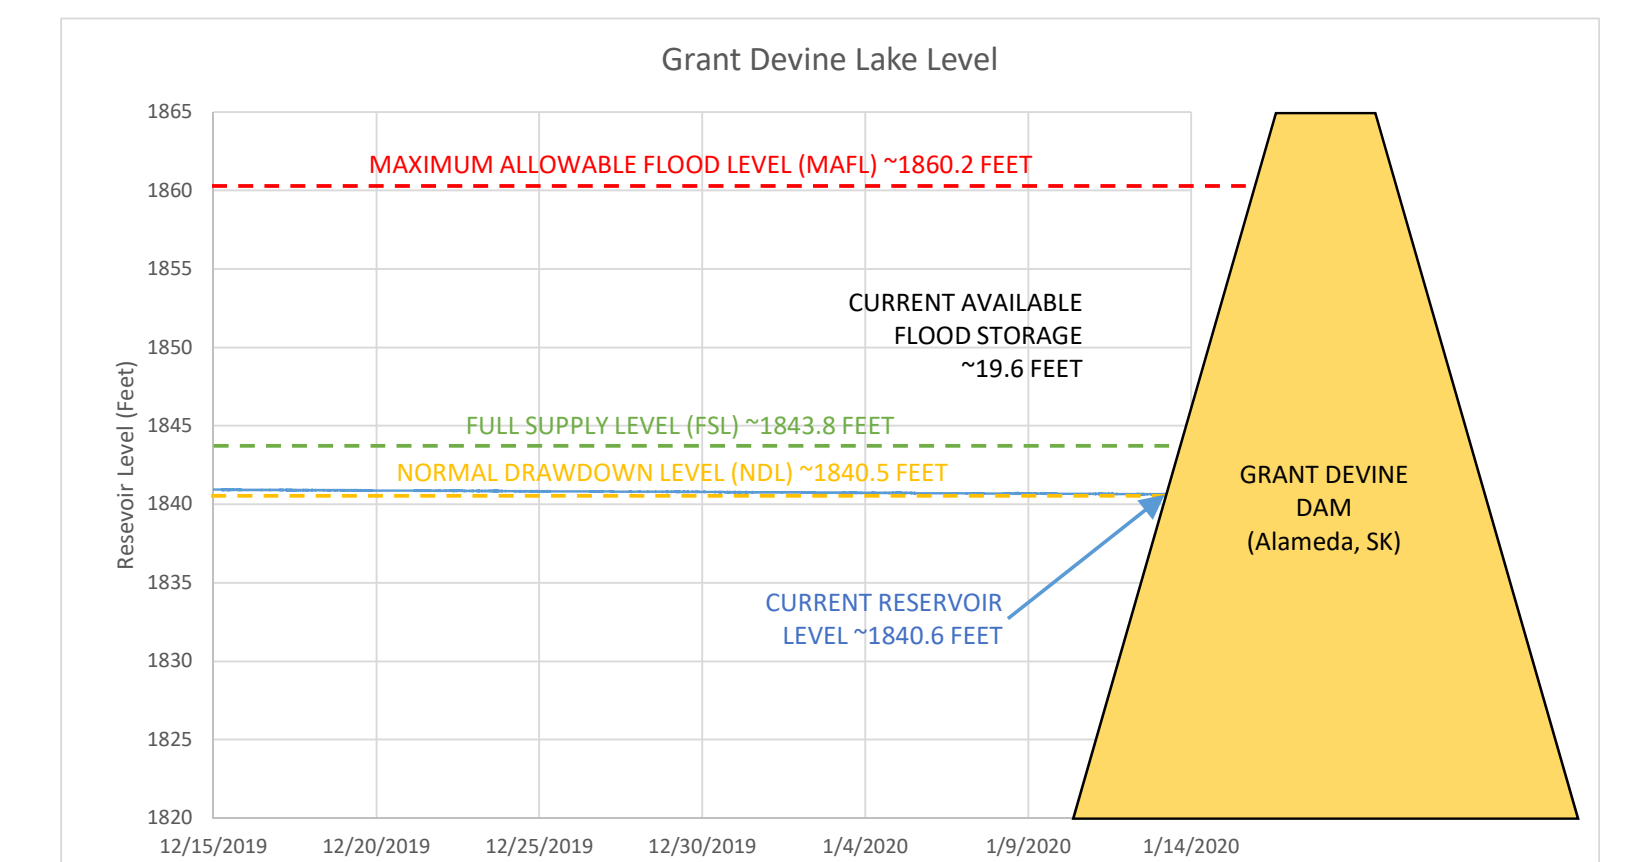 Grant Devine Lake Level
1865
MAXIMUM ALLOWABLE FLOOD LEVEL (MAFL) ~1860.2 FEET
1860
1855
CURRENT AVAILABLE
FLOOD STORAGE
~19.6 FEET
1850
Resevoir Level (Feet)
1845
FULL SUPPLY LEVEL (FSL) ~1843.8 FEET
NORMAL DRAWDOWN LEVEL (NDL) ~1840.5 FEET
1840
GRANT DEVINE
DAM
(Alameda, SK)
1835
CURRENT RESERVOIR
LEVEL ~1840.6 FEET
1830
1825
1820
12/15/2019 12/20/2019 12/25/2019 12/30/2019 1/4/2020 1/9/2020 1/14/2020